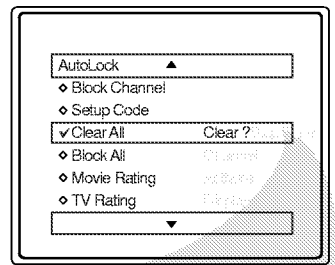 AutoLock ▲
◆ Block Channel
◆ Setup Code
✔ Clear All Clear ?
◆ Block All
◆ Movie Rating
◆ TV Rating
▼